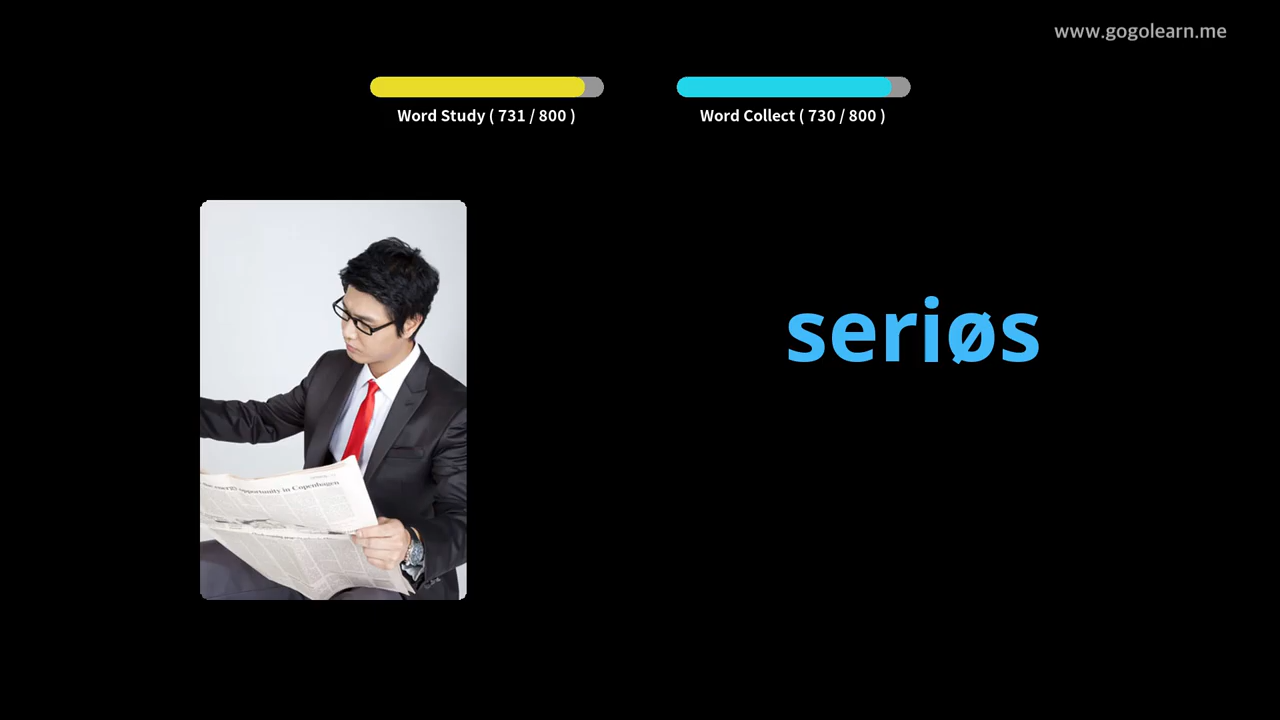 www.gogolearn.me
Word Study ( 731 / 800 )
Word Collect ( 730 / 800 )
seriøs
opportunity in Copenhagen